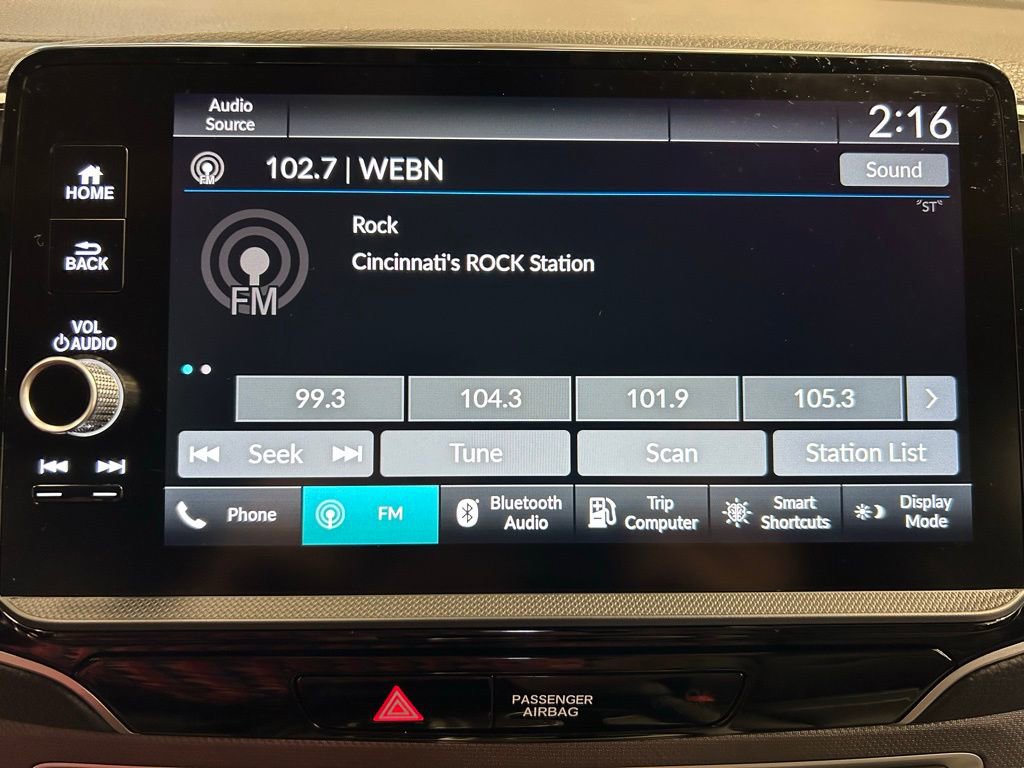 Audio
Source
2:16
HOME
FM
102.7 | WEBN
Sound
"ST"
BACK
Rock
Cincinnati's ROCK Station
FM
VOL
AUDIO
99.3
104.3
101.9
105.3
Seek
Tune
Scan
Station List
Phone
FM
Bluetooth
Audio
Trip
Computer
Smart
Shortcuts
Display
Mode
PASSENGER
AIRBAG